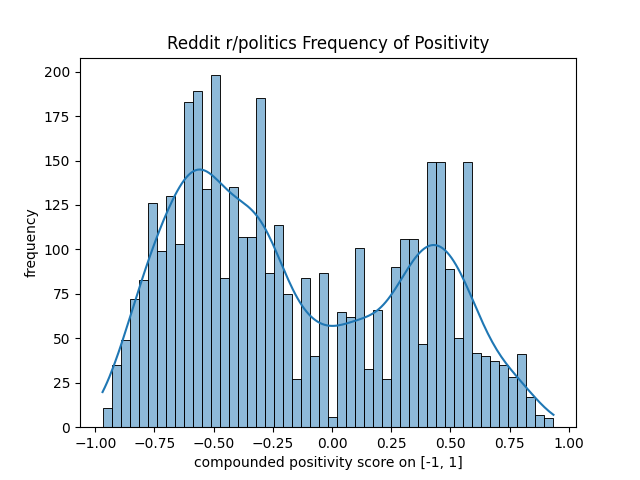 Reddit r/politics Frequency of Positivity
frequency
200
175
150
125
100
75
50
25
0
−1.00 −0.75 −0.50 −0.25 0.00 0.25 0.50 0.75 1.00
compounded positivity score on [-1, 1]